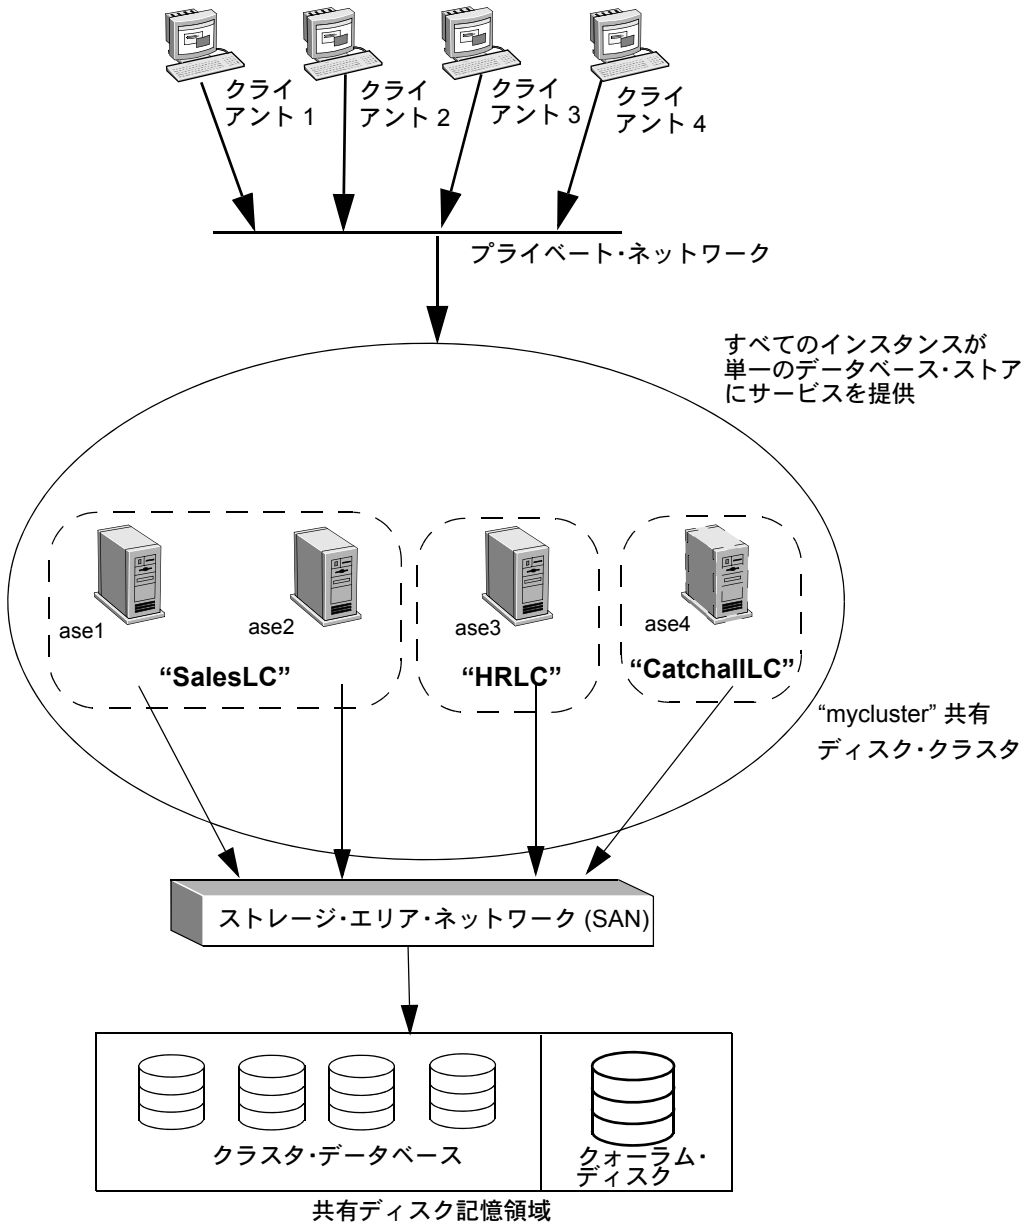 クライ
アント 1
クライ
アント 2
クライ
アント 3
クライ
アント 4
プライベート・ネットワーク
すべてのインスタンスが
単一のデータベース・ストア
にサービスを提供
ase1
ase2
ase3
ase4
“SalesLC”
“HRLC”
“CatchallLC”
“mycluster” 共有
ディスク・クラスタ
ストレージ・エリア・ネットワーク (SAN)
クラスタ・データベース
クォーラム・
ディスク
共有ディスク記憶領域